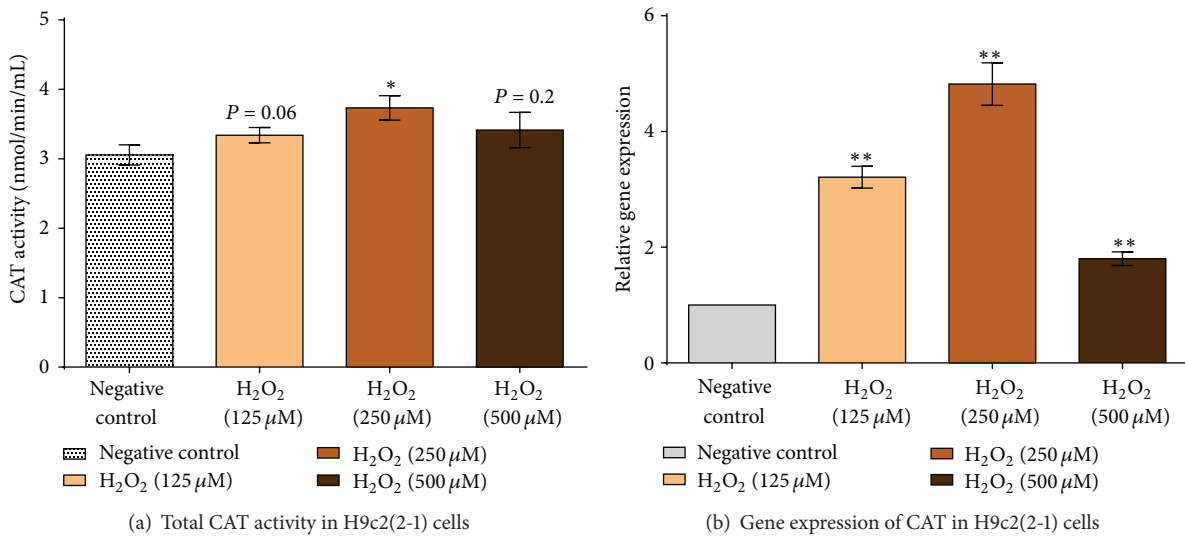 CAT activity (nmol/min/mL)
5
4
3
2
1
0
P = 0.06
*
P = 0.2
Negative
control
H₂O₂
(125 μM)
H₂O₂
(250 μM)
H₂O₂
(500 μM)
Negative control
H₂O₂ (125 μM)
H₂O₂ (250 μM)
H₂O₂ (500 μM)
(a) Total CAT activity in H9c2(2-1) cells
Relative gene expression
6
4
2
0
**
**
**
Negative
control
H₂O₂
(125 μM)
H₂O₂
(250 μM)
H₂O₂
(500 μM)
Negative control
H₂O₂ (125 μM)
H₂O₂ (250 μM)
H₂O₂ (500 μM)
(b) Gene expression of CAT in H9c2(2-1) cells